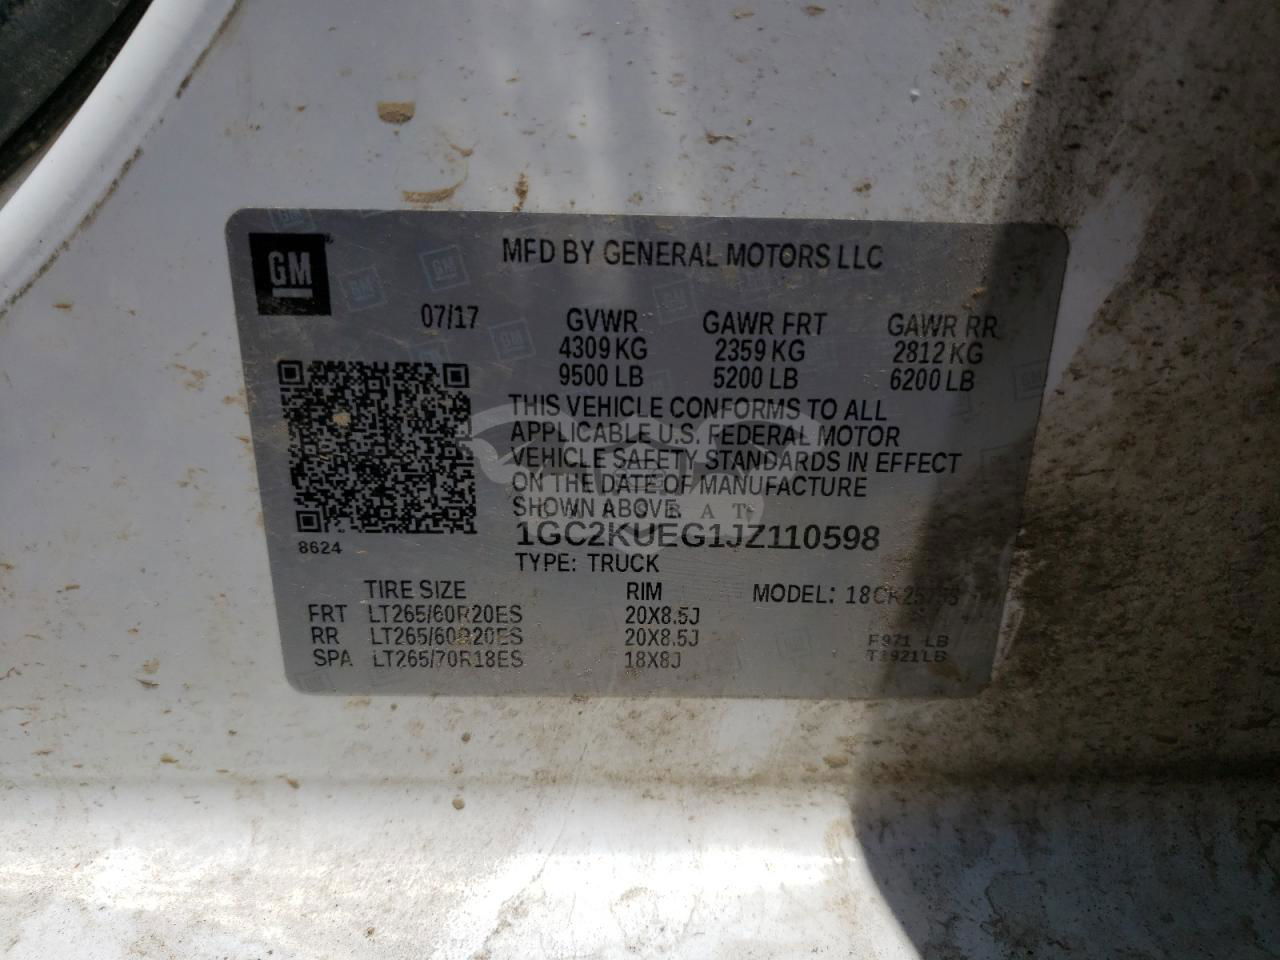 GM
MFD BY GENERAL MOTORS LLC
07/17 GVWR GAWR FRT GAWR RR
4309 KG 2359 KG 2812 KG
9500 LB 5200 LB 6200 LB
THIS VEHICLE CONFORMS TO ALL
APPLICABLE U.S. FEDERAL MOTOR
VEHICLE SAFETY STANDARDS IN EFFECT
ON THE DATE OF MANUFACTURE
SHOWN ABOVE.
1GC2KUEG1JZ110598
8624
TYPE: TRUCK
TIRE SIZE RIM MODEL:
FRT LT265/60R20ES 20X8.5J
RR LT265/60R20ES 20X8.5J
SPA LT265/70R18ES 18X8J